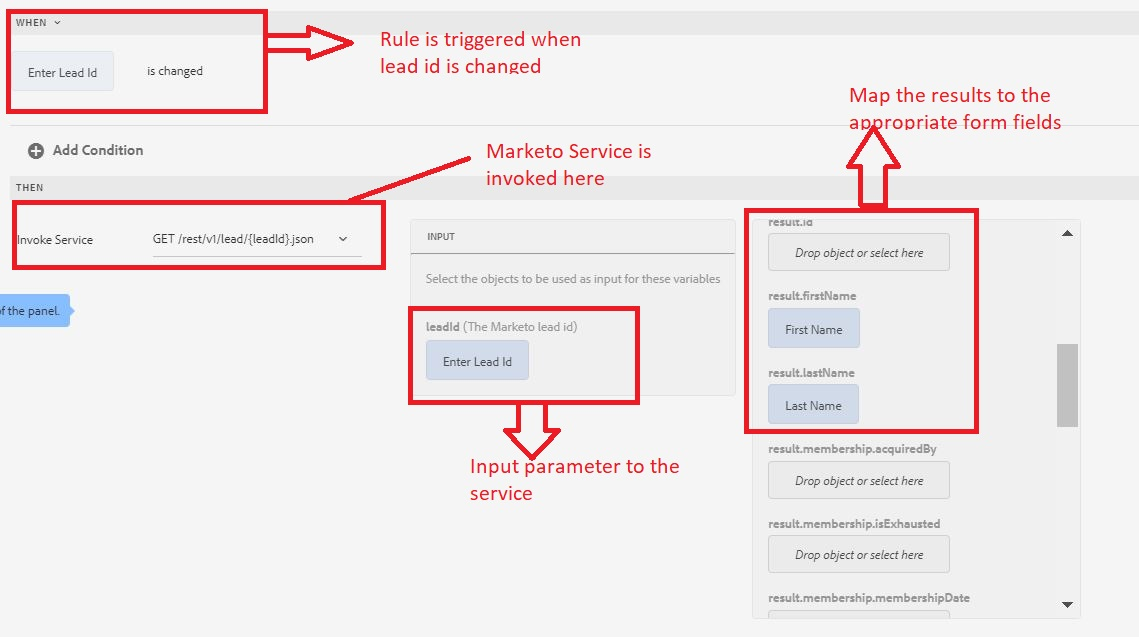 WHEN
Enter Lead Id
is changed
Rule is triggered when
lead id is changed
Map the results to the
appropriate form fields
Add Condition
Marketo Service is
invoked here
THEN
Invoke Service
GET /rest/v1/lead/{leadId}.json
of the panel.
INPUT
Select the objects to be used as input for these variables
leadId (The Marketo lead id)
Enter Lead Id
Input parameter to the
service
result.id
Drop object or select here
result.firstName
First Name
result.lastName
Last Name
result.membership.acquiredBy
Drop object or select here
result.membership.isExhausted
Drop object or select here
result.membership.membershipDate